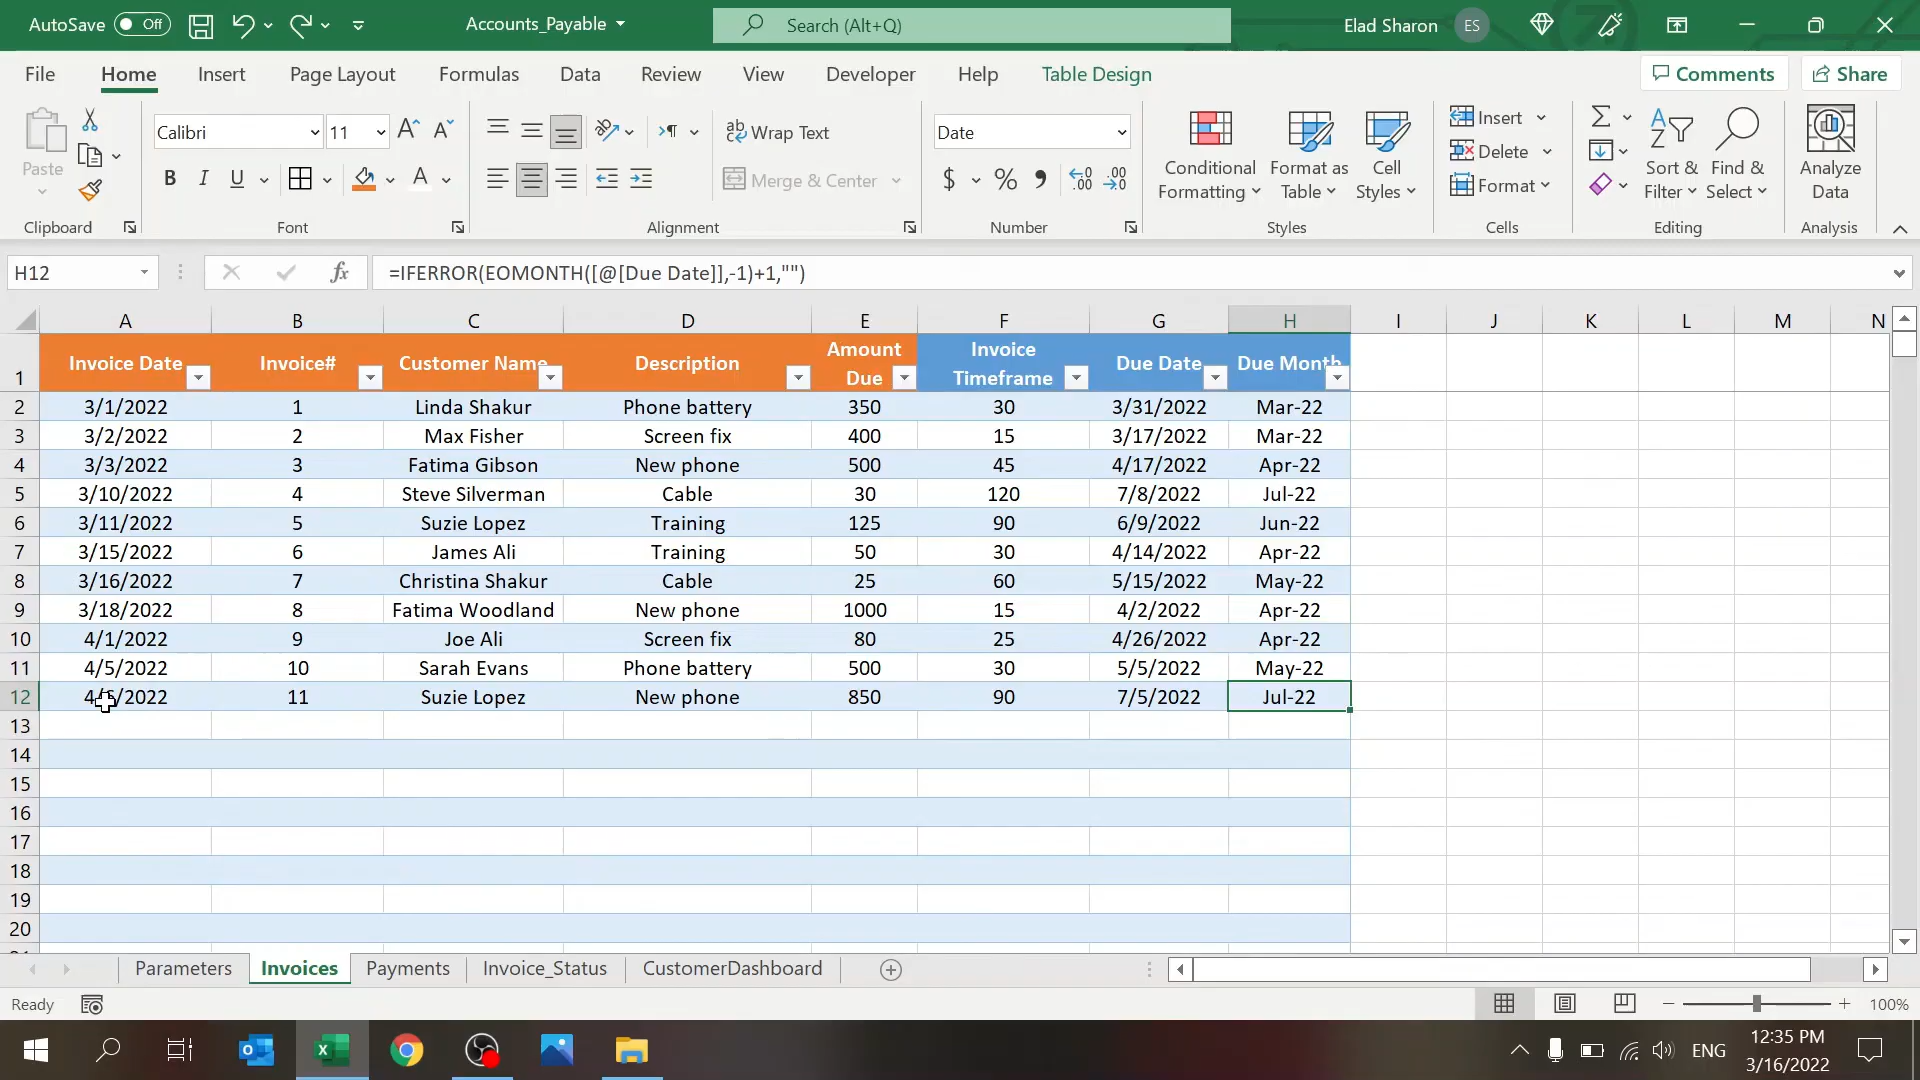 AutoSave Off Accounts_Payable Search (Alt+Q) Elad Sharon ES
File Home Insert Page Layout Formulas Data Review View Developer Help Table Design Comments Share
Paste
Clipboard
Calibri 11
B I U A
Font
ab Wrap Text
Merge & Center
Alignment
Date
$ % 9 .00 .00
Number
Conditional Formatting
Format as Table
Cell Styles
Styles
Insert
Delete
Format
Cells
Sort & Filter
Find & Select
Editing
Analyze Data
Analysis
H12 fx =IFERROR(EOMONTH([@[Due Date]],-1)+1,"")
A B C D E F G H I J K L M N
1 Invoice Date Invoice# Customer Name Description Amount Due Invoice Timeframe Due Date Due Month
2 3/1/2022 1 Linda Shakur Phone battery 350 30 3/31/2022 Mar-22
3 3/2/2022 2 Max Fisher Screen fix 400 15 3/17/2022 Mar-22
4 3/3/2022 3 Fatima Gibson New phone 500 45 4/17/2022 Apr-22
5 3/10/2022 4 Steve Silverman Cable 30 120 7/8/2022 Jul-22
6 3/11/2022 5 Suzie Lopez Training 125 90 6/9/2022 Jun-22
7 3/15/2022 6 James Ali Training 50 30 4/14/2022 Apr-22
8 3/16/2022 7 Christina Shakur Cable 25 60 5/15/2022 May-22
9 3/18/2022 8 Fatima Woodland New phone 1000 15 4/2/2022 Apr-22
10 4/1/2022 9 Joe Ali Screen fix 80 25 4/26/2022 Apr-22
11 4/5/2022 10 Sarah Evans Phone battery 500 30 5/5/2022 May-22
12 4/6/2022 11 Suzie Lopez New phone 850 90 7/5/2022 Jul-22
13
14
15
16
17
18
19
20
Parameters Invoices Payments Invoice_Status CustomerDashboard
Ready 100%
ENG 12:35 PM
3/16/2022